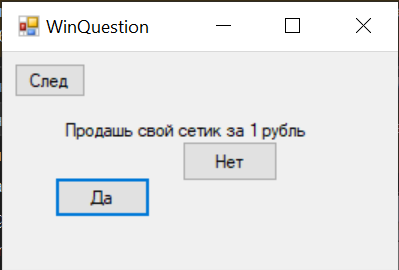 WinQuestion
След
Продашь свой сетик за 1 рубль
Нет
Да